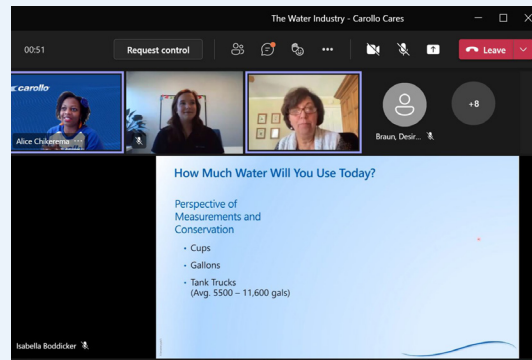 The Water Industry - Carollo Cares
00:51
Request control
Leave
carollo
Alice Chikerema
Braun, Desir...
+8
How Much Water Will You Use Today?
Perspective of
Measurements and
Conservation
• Cups
• Gallons
• Tank Trucks
(Avg. 5500 – 11,600 gals)
Isabella Boddicker